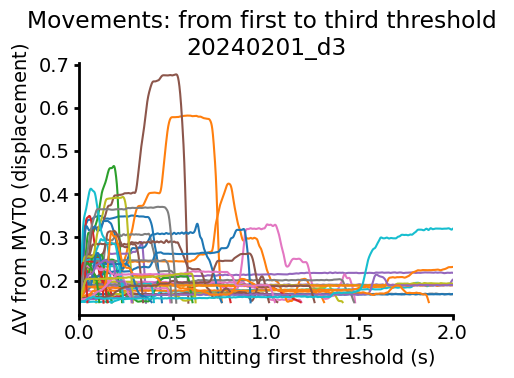 Movements: from first to third threshold
20240201_d3
ΔV from MVT0 (displacement)
0.7
0.6
0.5
0.4
0.3
0.2
0.0
0.5
1.0
1.5
2.0
time from hitting first threshold (s)